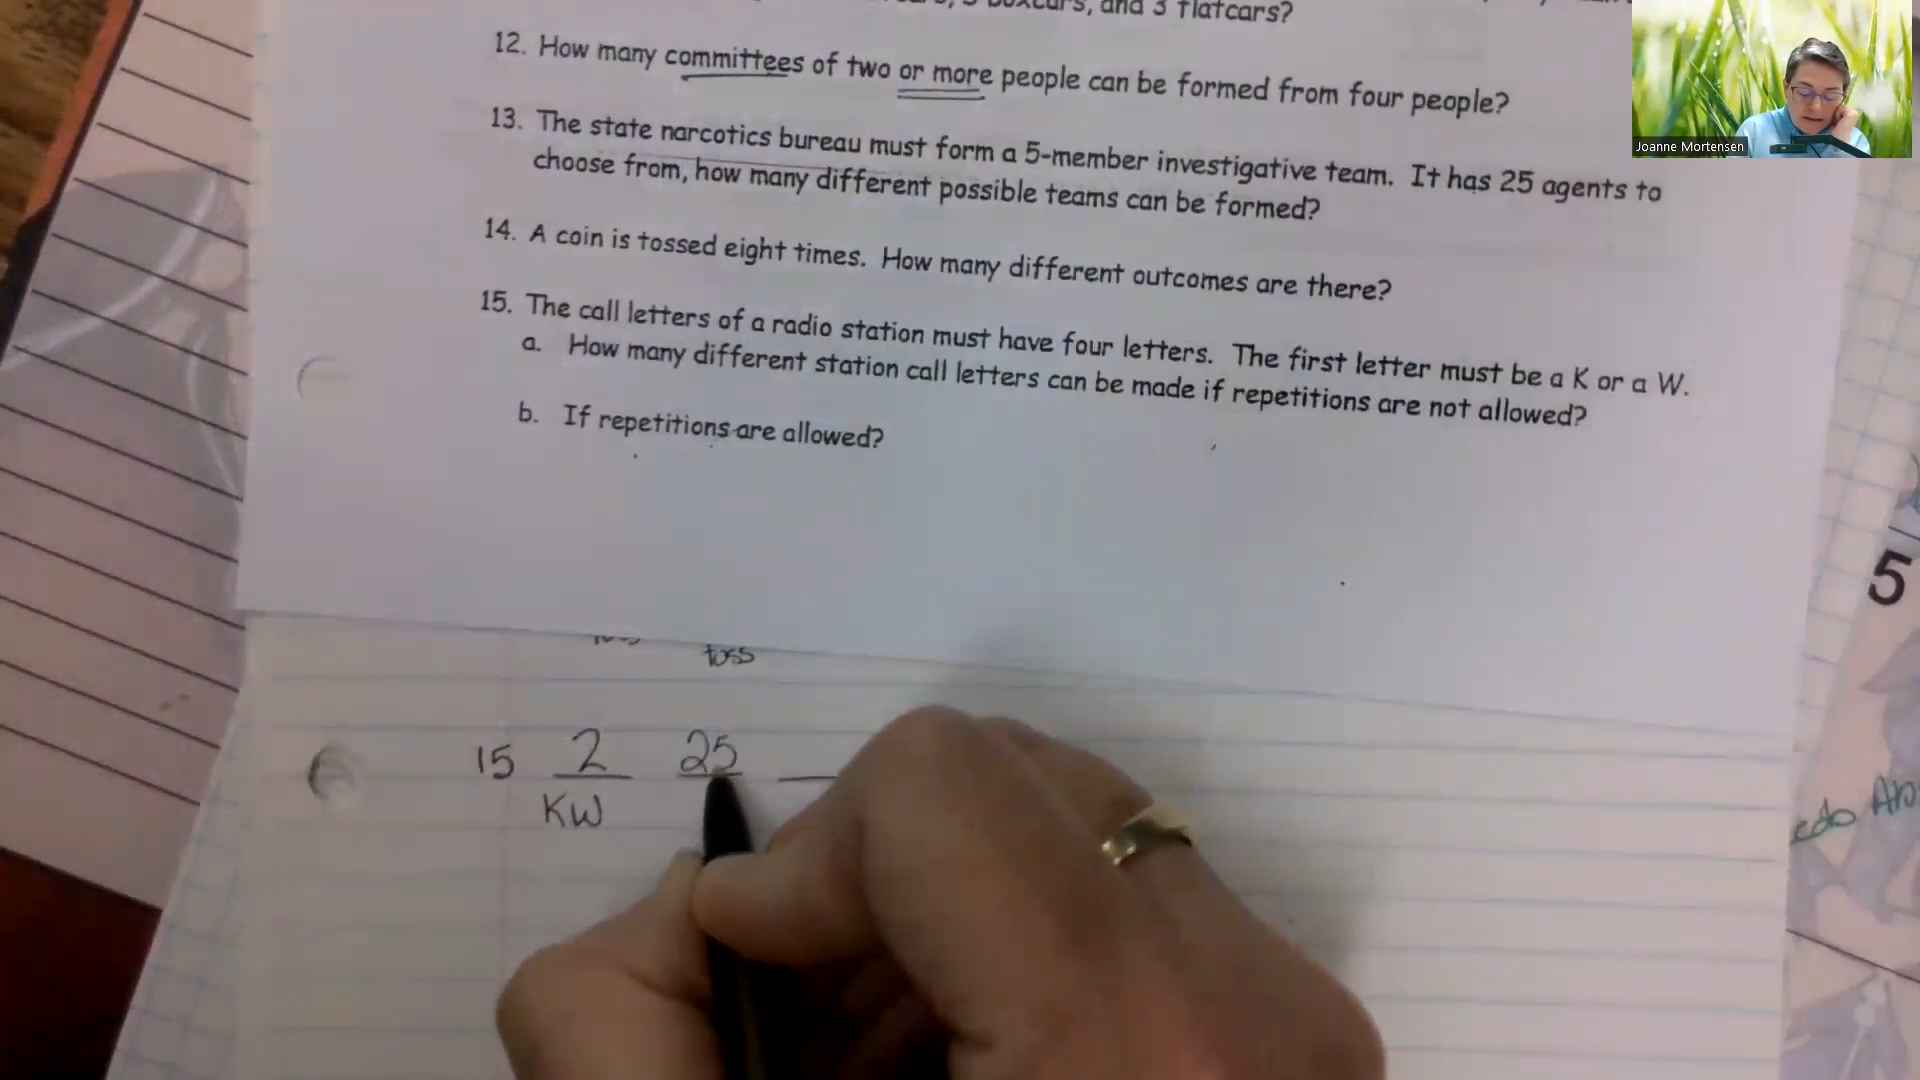 and 3 flatcars?
12. How many committees of two or more people can be formed from four people?
13. The state narcotics bureau must form a 5-member investigative team. It has 25 agents to
choose from, how many different possible teams can be formed?
14. A coin is tossed eight times. How many different outcomes are there?
15. The call letters of a radio station must have four letters. The first letter must be a K or a W.
a. How many different station call letters can be made if repetitions are not allowed?
b. If repetitions are allowed?
Joanne Mortensen
5
toss
15 2 25
KW